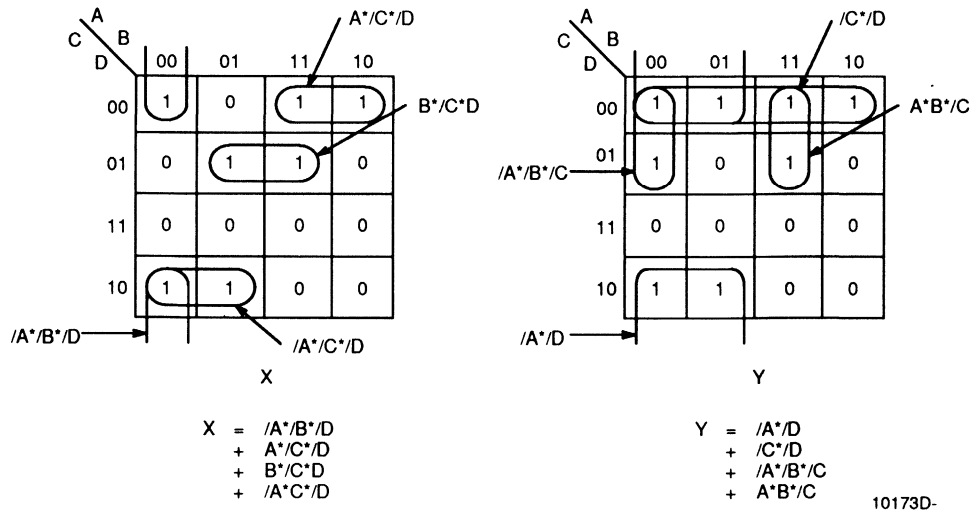 A
C B
D 00 01 11 10
A*/C*/D
00 1 0 1 1
B*/C*D
01 0 1 1 0
11 0 0 0 0
10 1 1 0 0
/A*/B*/D
/A*/C*/D
X
X = /A*/B*/D
+ A*/C*/D
+ B*/C*D
+ /A*C*/D
A
C B
D 00 01 11 10
/C*/D
00 1 1 1 1
A*B*/C
01 1 0 1 0
/A*/B*/C
11 0 0 0 0
10 1 1 0 0
/A*/D
Y
Y = /A*/D
+ /C*/D
+ /A*/B*/C
+ A*B*/C
10173D-